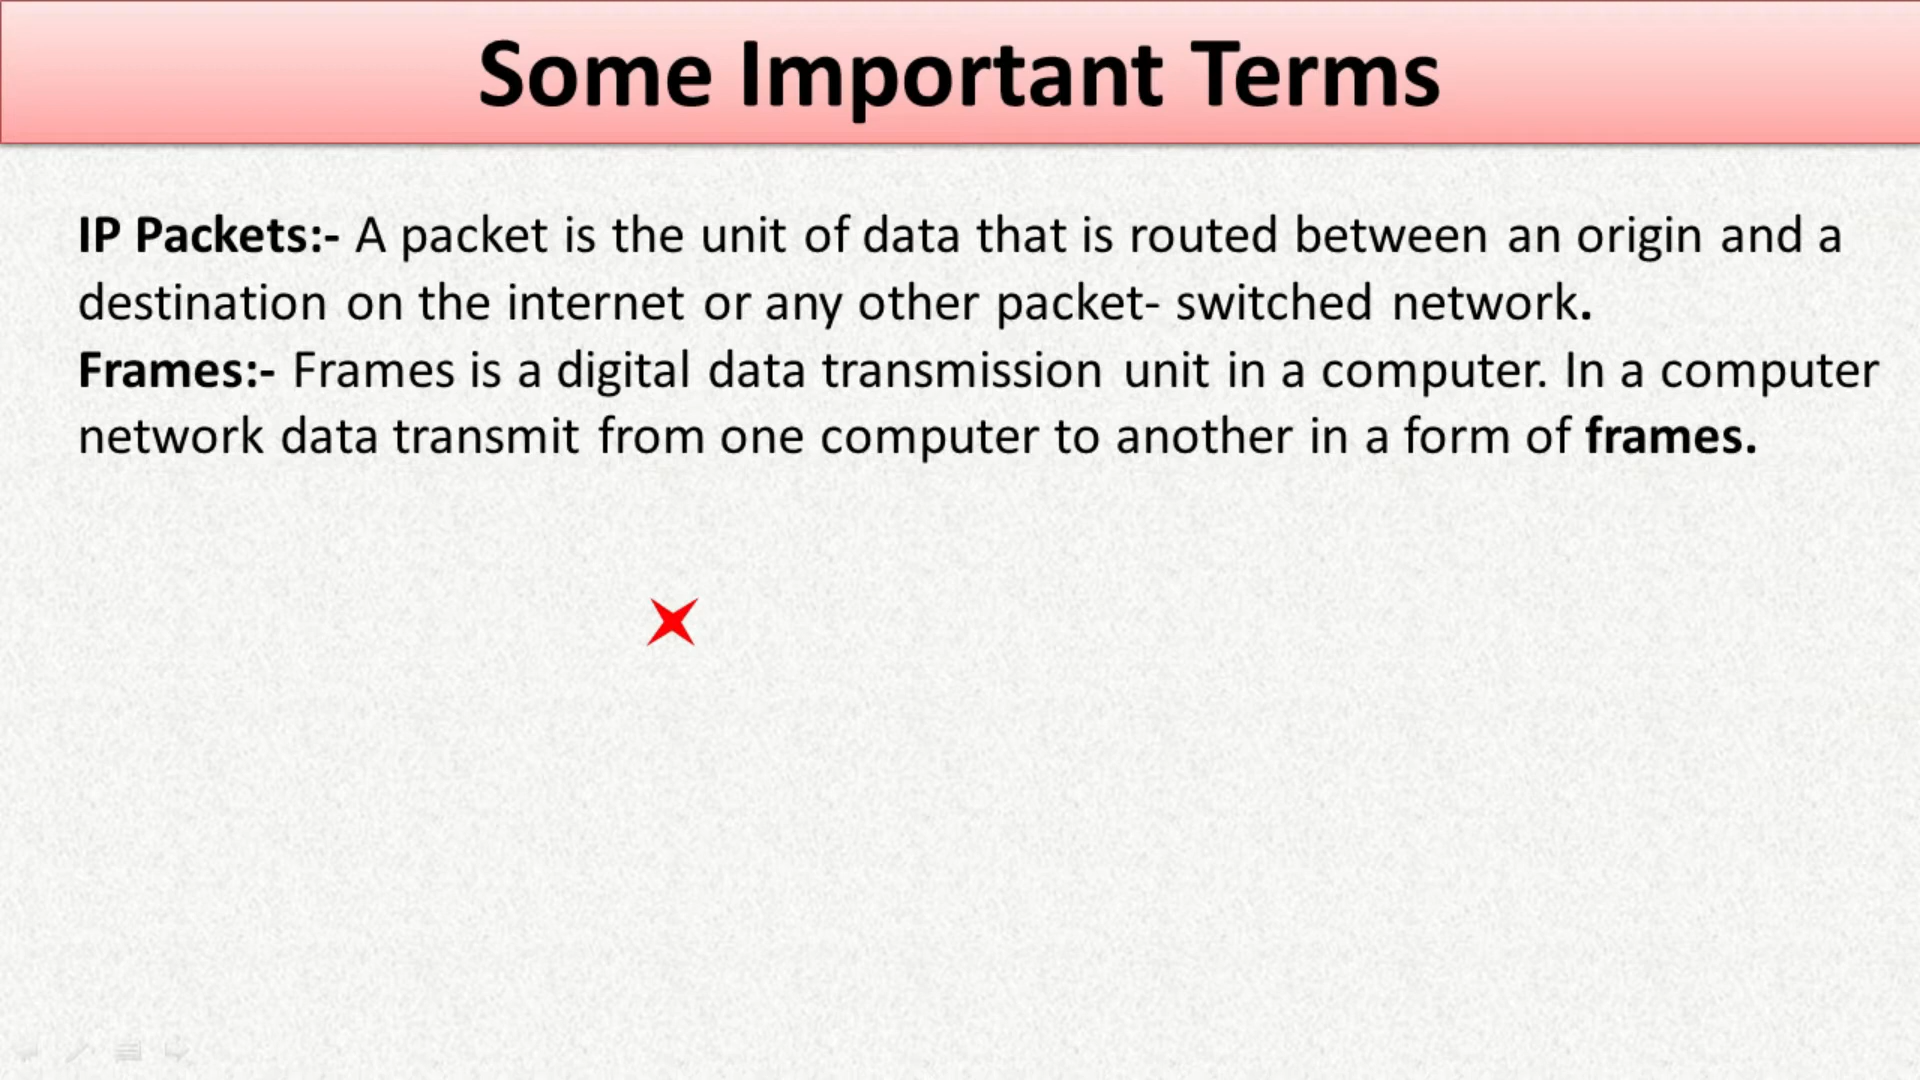 Some Important Terms
IP Packets:- A packet is the unit of data that is routed between an origin and a
destination on the internet or any other packet- switched network.
Frames:- Frames is a digital data transmission unit in a computer. In a computer
network data transmit from one computer to another in a form of frames.